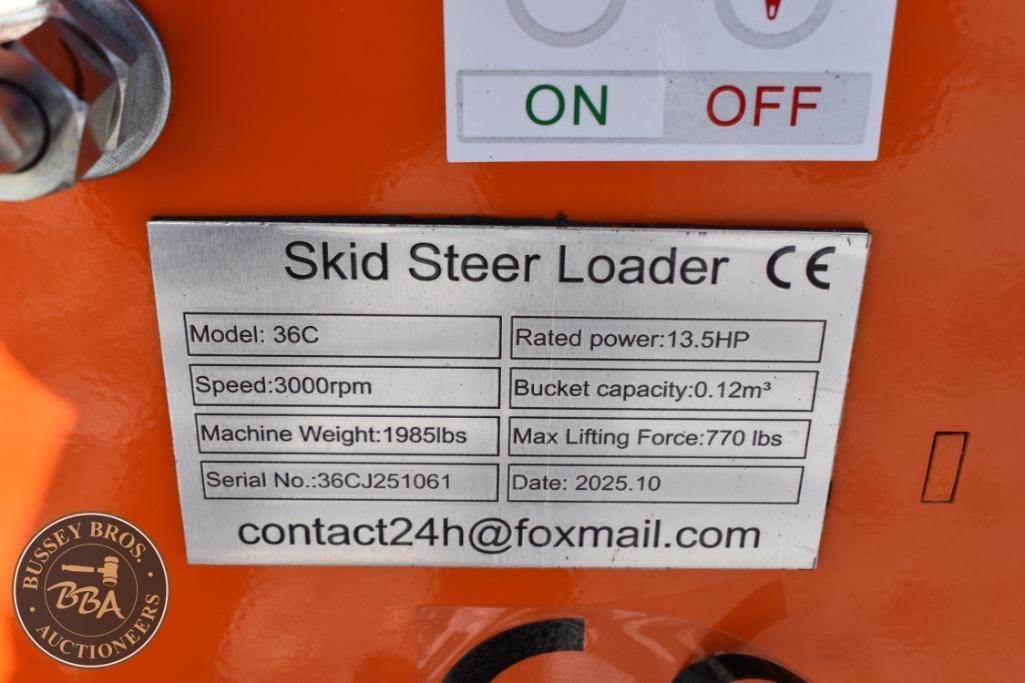 ON OFF
Skid Steer Loader CE
Model: 36C
Rated power:13.5HP
Speed:3000rpm
Bucket capacity:0.12m³
Machine Weight:1985lbs
Max Lifting Force:770 lbs
Serial No.:36CJ251061
Date: 2025.10
contact24h@foxmail.com
BUSSEY BROS.
BBA
AUCTIONEERS